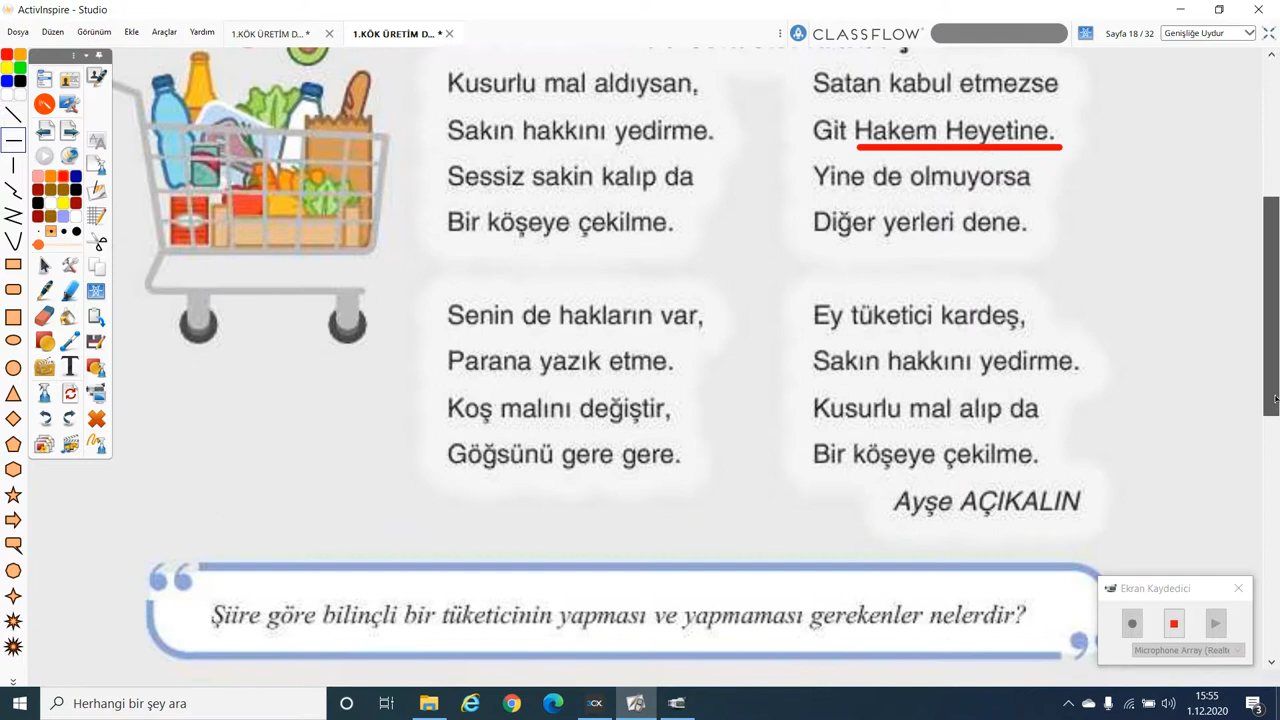 ActivInspire - Studio
Dosya Düzen Görünüm Ekle Araçlar Yardım
1.KÖK ÜRETİM D... *
1.KÖK ÜRETİM D... *
CLASSFLOW
Sayfa 18 / 32
Genişliğe Uydur
Kusurlu mal aldıysan,
Sakın hakkını yedirme.
Sessiz sakin kalıp da
Bir köşeye çekilme.
Senin de hakların var,
Parana yazık etme.
Koş malını değiştir,
Göğsünü gere gere.
Satan kabul etmezse
Git Hakem Heyetine.
Yine de olmuyorsa
Diğer yerleri dene.
Ey tüketici kardeş,
Sakın hakkını yedirme.
Kusurlu mal alıp da
Bir köşeye çekilme.
Ayşe AÇIKALIN
Şiire göre bilinçli bir tüketicinin yapması ve yapmaması gerekenler nelerdir?
Ekran Kaydedici
Microphone Array (Realte
Herhangi bir şey ara
15:55
1.12.2020
3